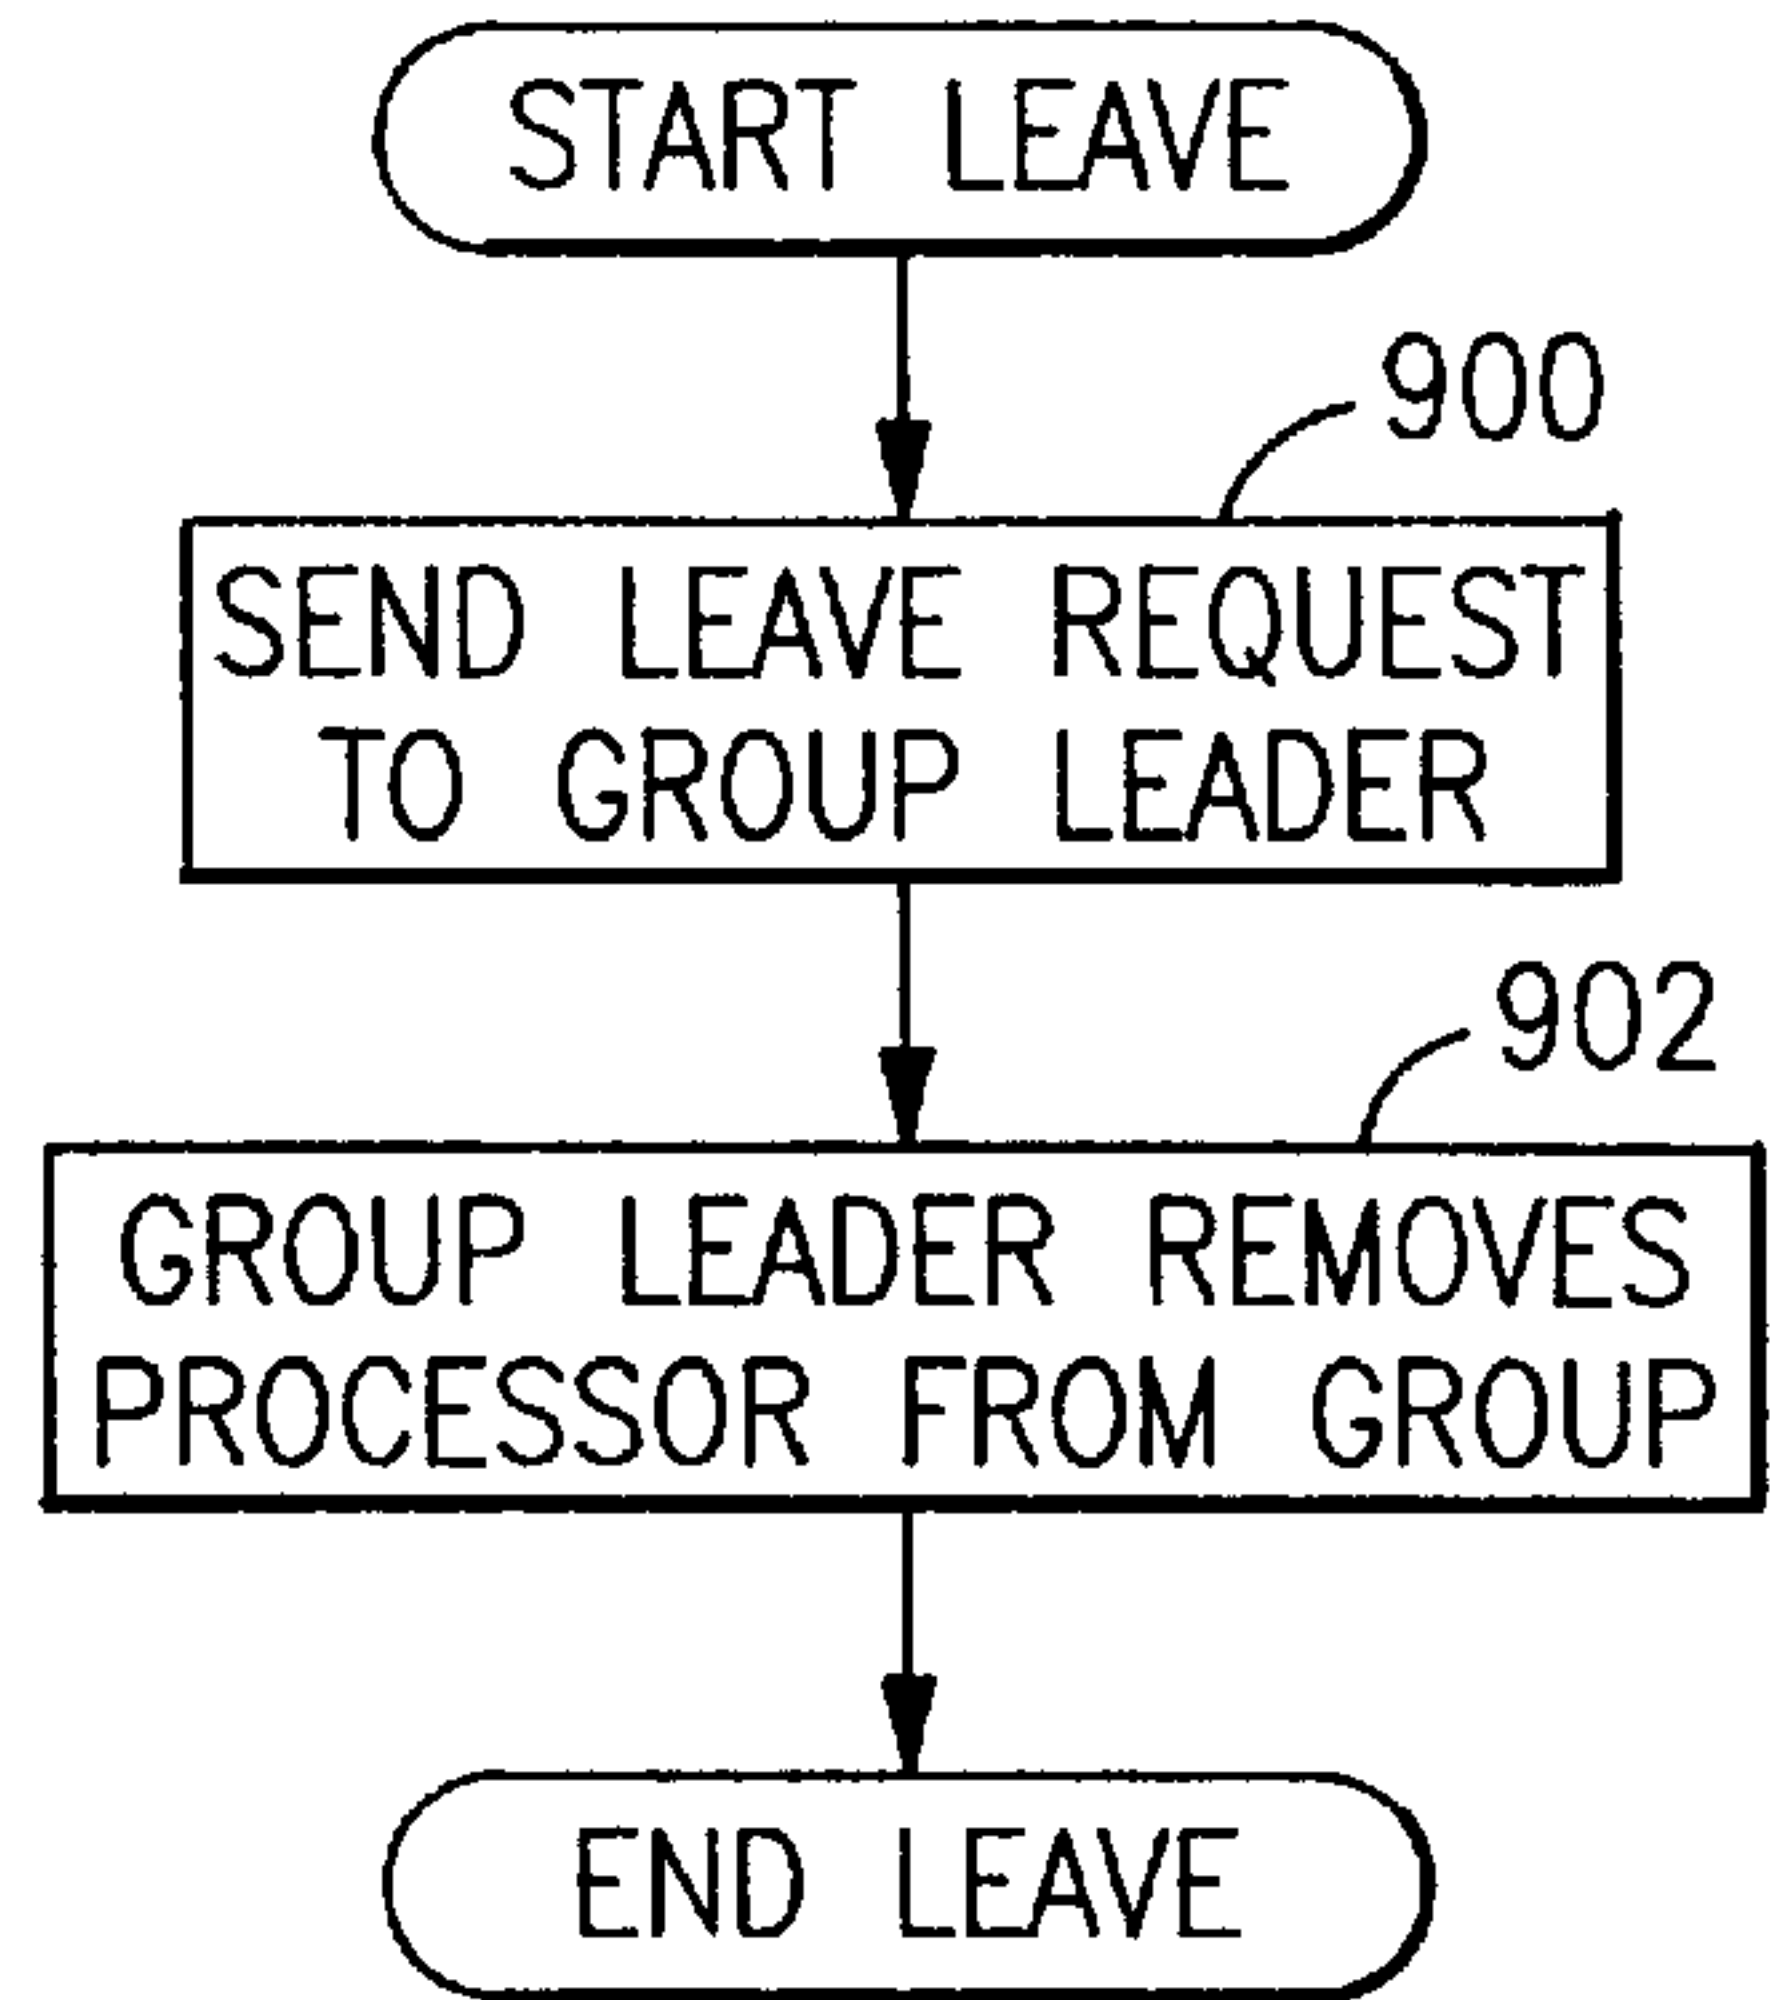 START LEAVE
900
SEND LEAVE REQUEST
TO GROUP LEADER
902
GROUP LEADER REMOVES
PROCESSOR FROM GROUP
END LEAVE